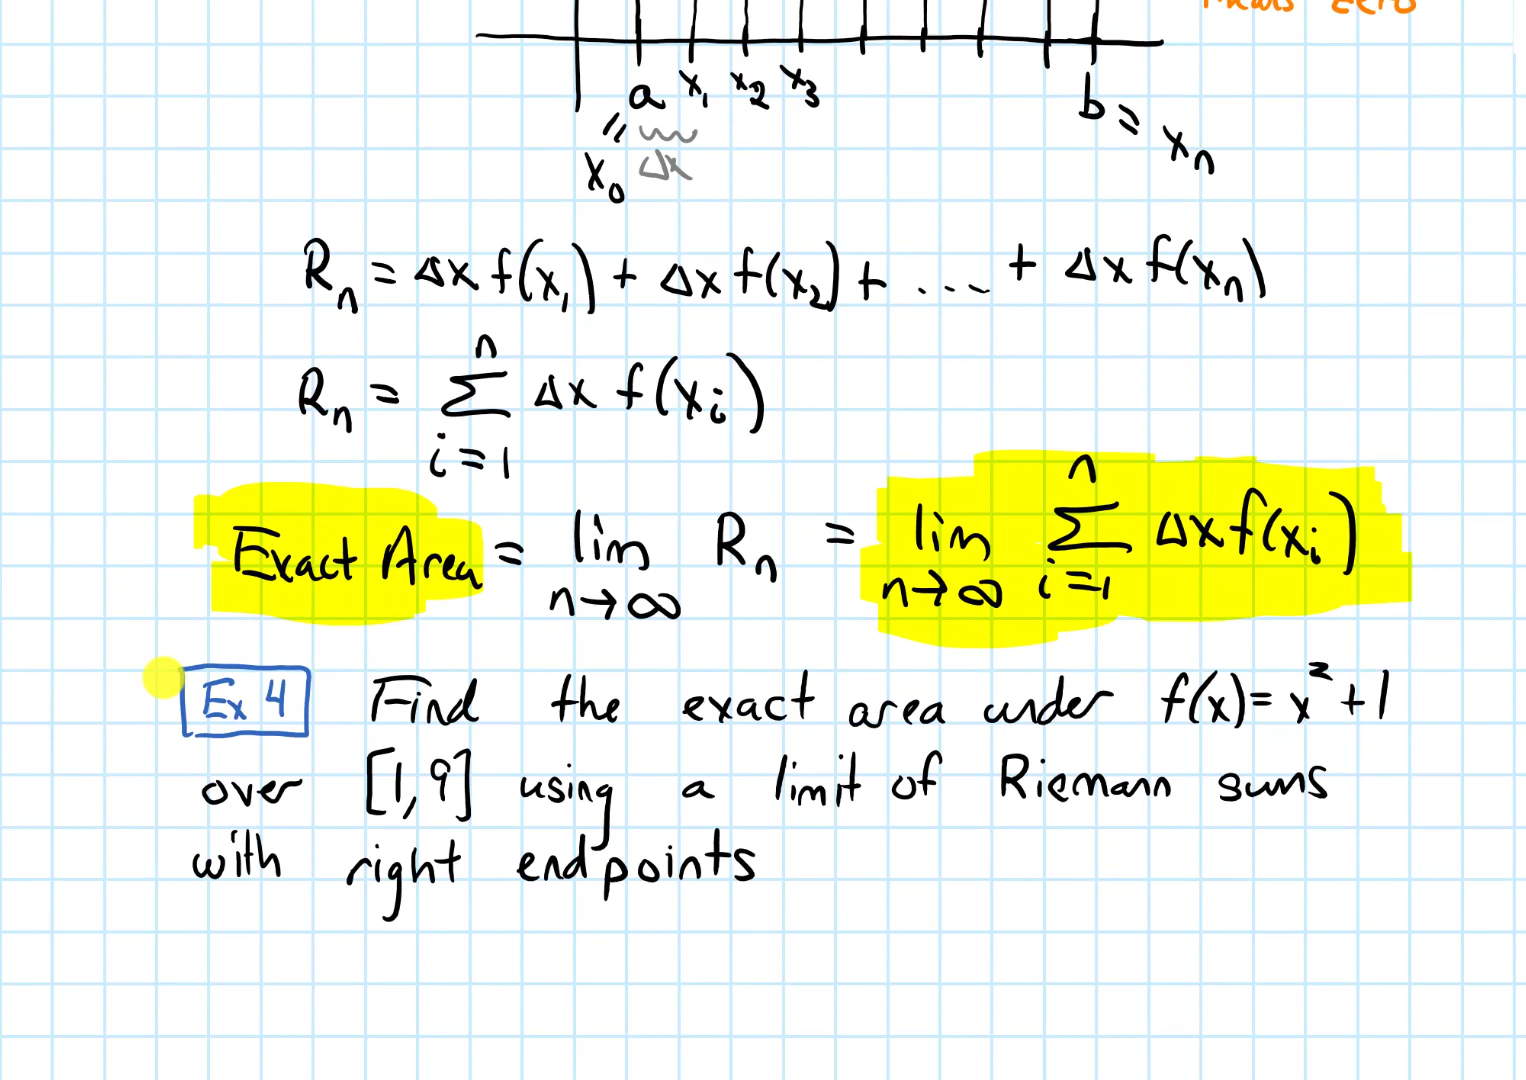 means zero
a x₁ x₂ x₃ b = xₙ
x₀ = Δx
Rₙ = Δx f(x₁) + Δx f(x₂) + ... + Δx f(xₙ)
Rₙ = Σ_{i=1}^{n} Δx f(xᵢ)
Exact Area = lim_{n→∞} Rₙ = lim_{n→∞} Σ_{i=1}^{n} Δx f(xᵢ)
Ex 4 Find the exact area under f(x) = x² + 1
over [1, 9] using a limit of Riemann sums
with right endpoints